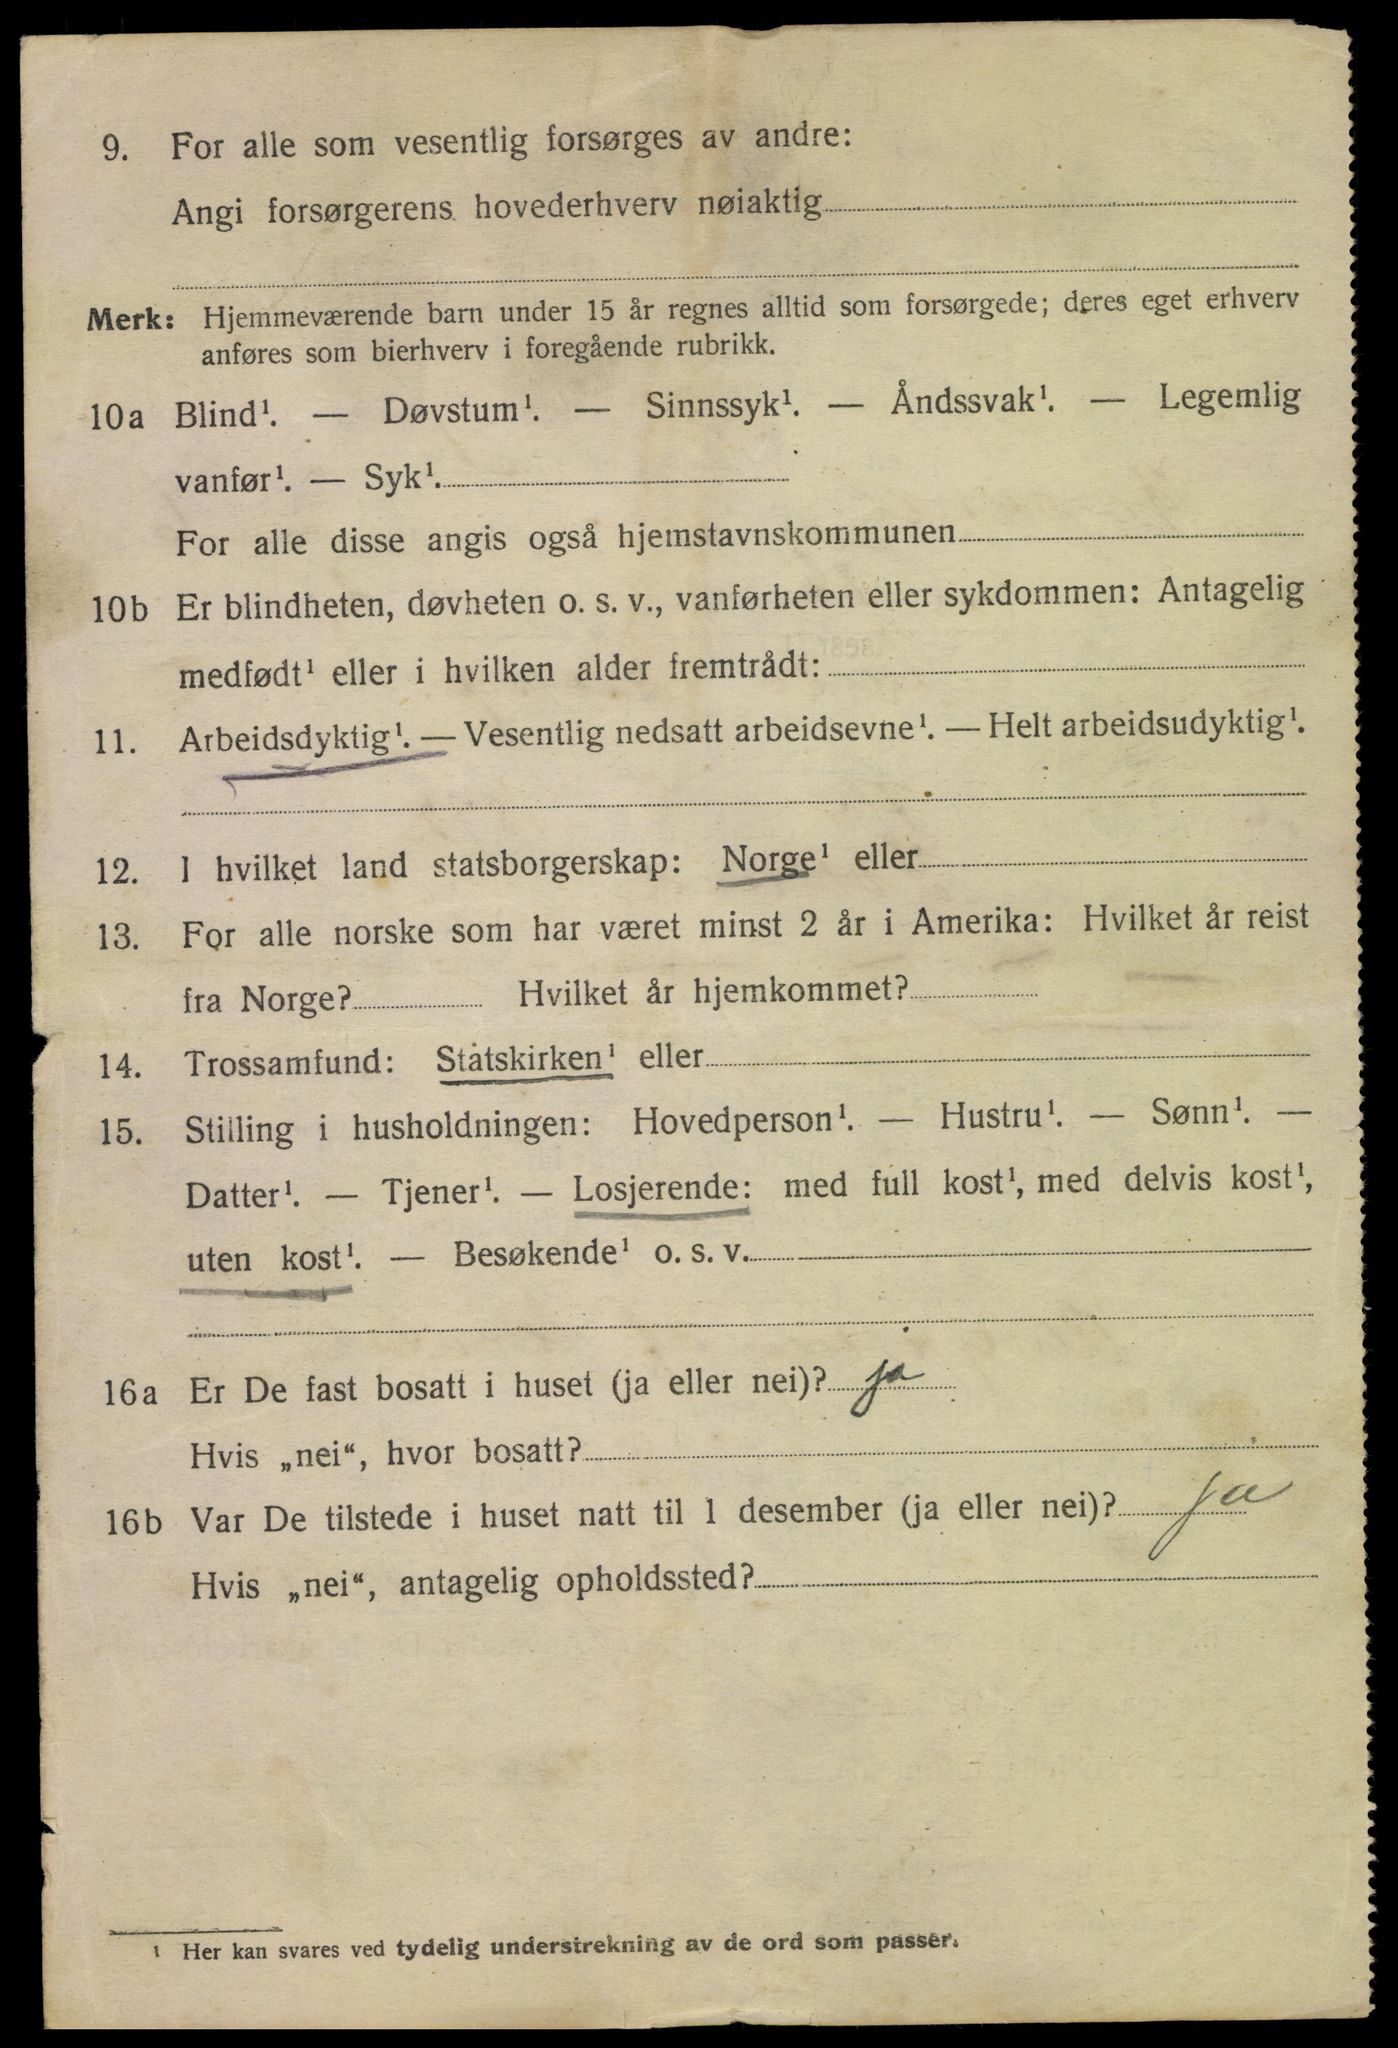 9. For alle som vesentlig forsørges av andre:
Angi forsørgerens hovederhverv nøiaktig
Merk: Hjemmeværende barn under 15 år regnes alltid som forsørgede; deres eget erhverv
anføres som bierhverv i foregående rubrikk.
10a Blind¹. — Døvstum¹. — Sinnssyk¹. — Åndssvak¹. — Legemlig
vanfør¹. — Syk¹.
For alle disse angis også hjemstavnskommunen
10b Er blindheten, døvheten o. s. v., vanførheten eller sykdommen: Antagelig
medfødt¹ eller i hvilken alder fremtrådt:
11. Arbeidsdyktig¹. — Vesentlig nedsatt arbeidsevne¹. — Helt arbeidsudyktig¹.
12. I hvilket land statsborgerskap: Norge¹ eller
13. For alle norske som har været minst 2 år i Amerika: Hvilket år reist
fra Norge? Hvilket år hjemkommet?
14. Trossamfund: Statskirken¹ eller
15. Stilling i husholdningen: Hovedperson¹. — Hustru¹. — Sønn¹. —
Datter¹. — Tjener¹. — Losjerende: med full kost¹, med delvis kost¹,
uten kost¹. — Besøkende¹ o. s. v.
16a Er De fast bosatt i huset (ja eller nei)? ja
Hvis „nei“, hvor bosatt?
16b Var De tilstede i huset natt til 1 desember (ja eller nei)? ja
Hvis „nei“, antagelig opholdssted?
¹ Her kan svares ved tydelig understrekning av de ord som passer.